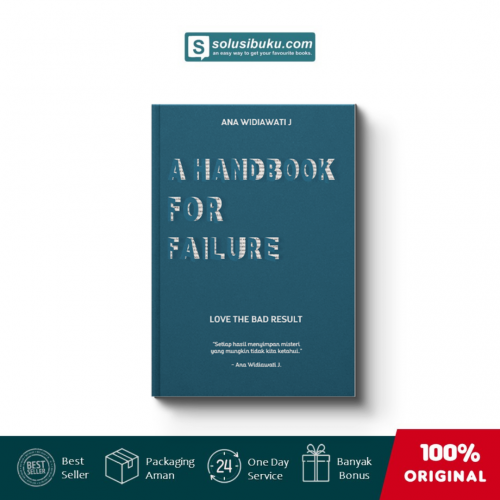 S solusibuku.com
an easy way to get your favourite books.
ANA WIDIAWATI J
A HANDBOOK
FOR
FAILURE
LOVE THE BAD RESULT
"Setiap hasil menyimpan misteri
yang mungkin tidak kita ketahui."
- Ana Widiawati J.
BEST SELLER
Best
Seller
Packaging
Aman
24
One Day
Service
Banyak
Bonus
100%
ORIGINAL